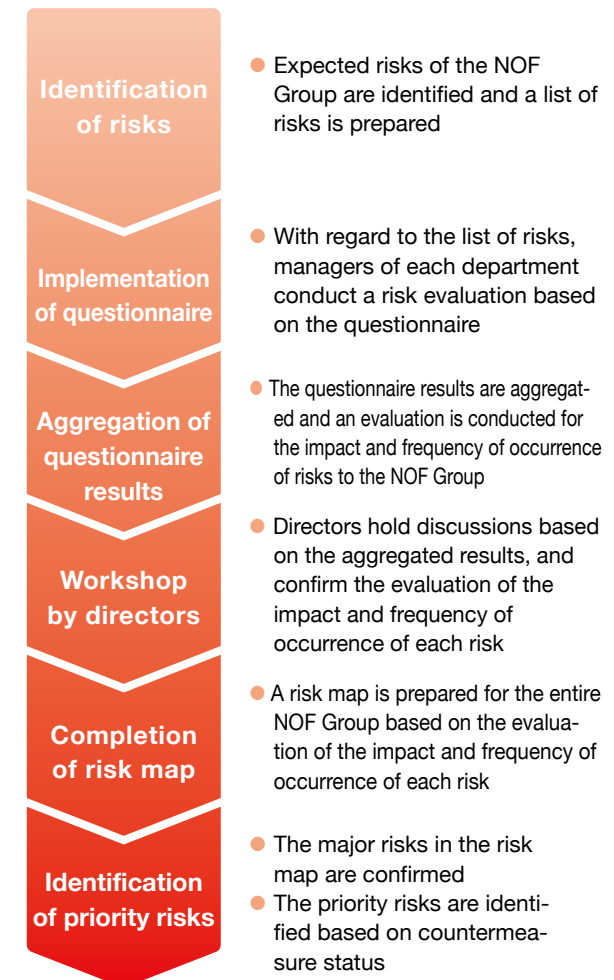 Identification
of risks
● Expected risks of the NOF
Group are identified and a list of
risks is prepared
Implementation
of questionnaire
● With regard to the list of risks,
managers of each department
conduct a risk evaluation based
on the questionnaire
Aggregation of
questionnaire
results
● The questionnaire results are aggregat-
ed and an evaluation is conducted for
the impact and frequency of occurrence
of risks to the NOF Group
Workshop
by directors
● Directors hold discussions based
on the aggregated results, and
confirm the evaluation of the
impact and frequency of
occurrence of each risk
Completion
of risk map
● A risk map is prepared for the entire
NOF Group based on the evalua-
tion of the impact and frequency of
occurrence of each risk
Identification
of priority risks
● The major risks in the risk
map are confirmed
● The priority risks are identi-
fied based on countermea-
sure status